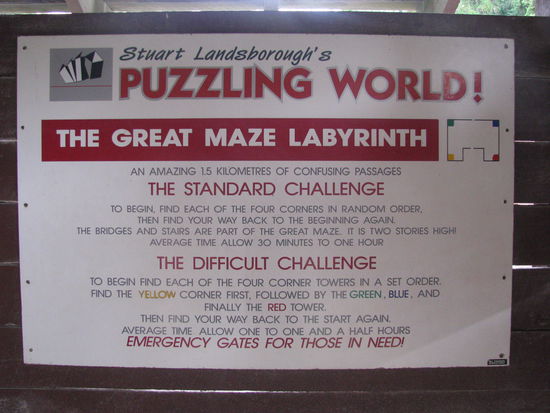 Stuart Landsborough's
PUZZLING WORLD!
THE GREAT MAZE LABYRINTH
AN AMAZING 1.5 KILOMETRES OF CONFUSING PASSAGES
THE STANDARD CHALLENGE
TO BEGIN, FIND EACH OF THE FOUR CORNERS IN RANDOM ORDER,
THEN FIND YOUR WAY BACK TO THE BEGINNING AGAIN.
THE BRIDGES AND STAIRS ARE PART OF THE GREAT MAZE. IT IS TWO STORIES HIGH!
AVERAGE TIME ALLOW 30 MINUTES TO ONE HOUR
THE DIFFICULT CHALLENGE
TO BEGIN FIND EACH OF THE FOUR CORNER TOWERS IN A SET ORDER.
FIND THE YELLOW CORNER FIRST, FOLLOWED BY THE GREEN, BLUE, AND
FINALLY THE RED TOWER.
THEN FIND YOUR WAY BACK TO THE START AGAIN.
AVERAGE TIME ALLOW ONE TO ONE AND A HALF HOURS
EMERGENCY GATES FOR THOSE IN NEED!